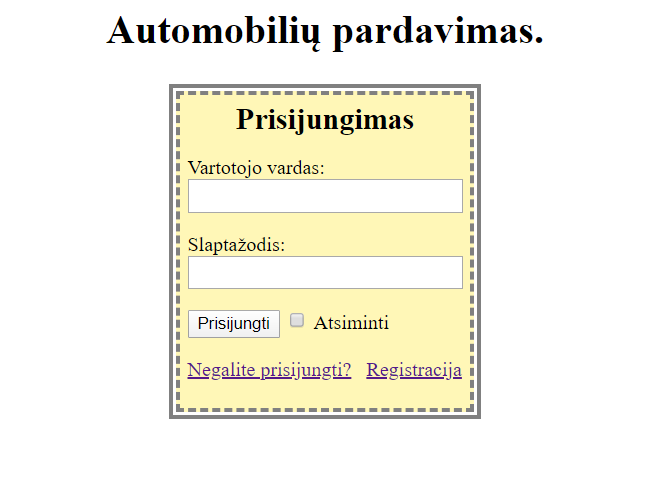 Automobilių pardavimas.
Prisijungimas
Vartotojo vardas:
Slaptažodis:
Prisijungti Atsiminti
Negalite prisijungti? Registracija